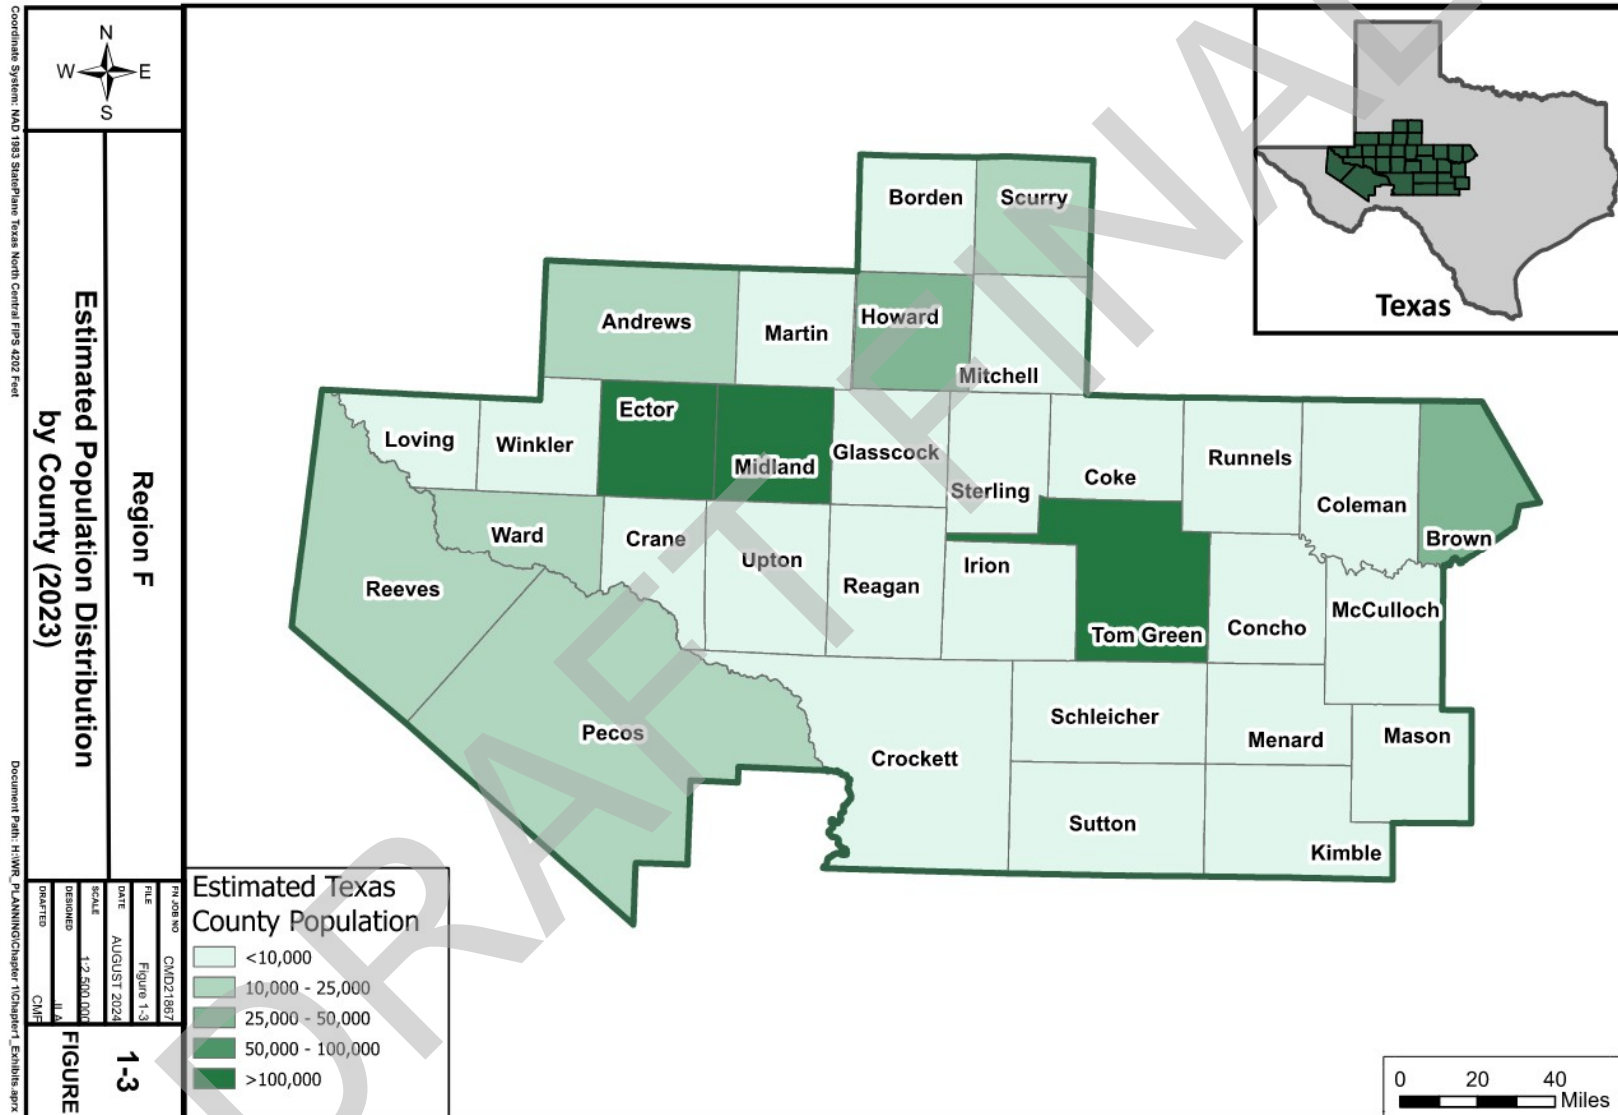 N
W E
S
Coordinate System: NAD 1983 StatePlane Texas North Central FIPS 4202 Feet
Document Path: H:\WR_PLANNING\Chapter 1\Chapter1_Exhibits.aprx
Region F
Estimated Population Distribution
by County (2023)
FN JOB NO CMD21867
FILE Figure 1-3
DATE AUGUST 2024
SCALE 1:2,500,000
DESIGNED
DRAFTED
FIGURE
1-3
DRAFT FINAL
Borden
Scurry
Andrews
Martin
Howard
Mitchell
Loving
Winkler
Ector
Midland
Glasscock
Sterling
Coke
Runnels
Coleman
Brown
Reeves
Ward
Crane
Upton
Reagan
Irion
Tom Green
Concho
McCulloch
Pecos
Crockett
Schleicher
Menard
Mason
Sutton
Kimble
Texas
Estimated Texas
County Population
<10,000
10,000 - 25,000
25,000 - 50,000
50,000 - 100,000
>100,000
0 20 40
Miles